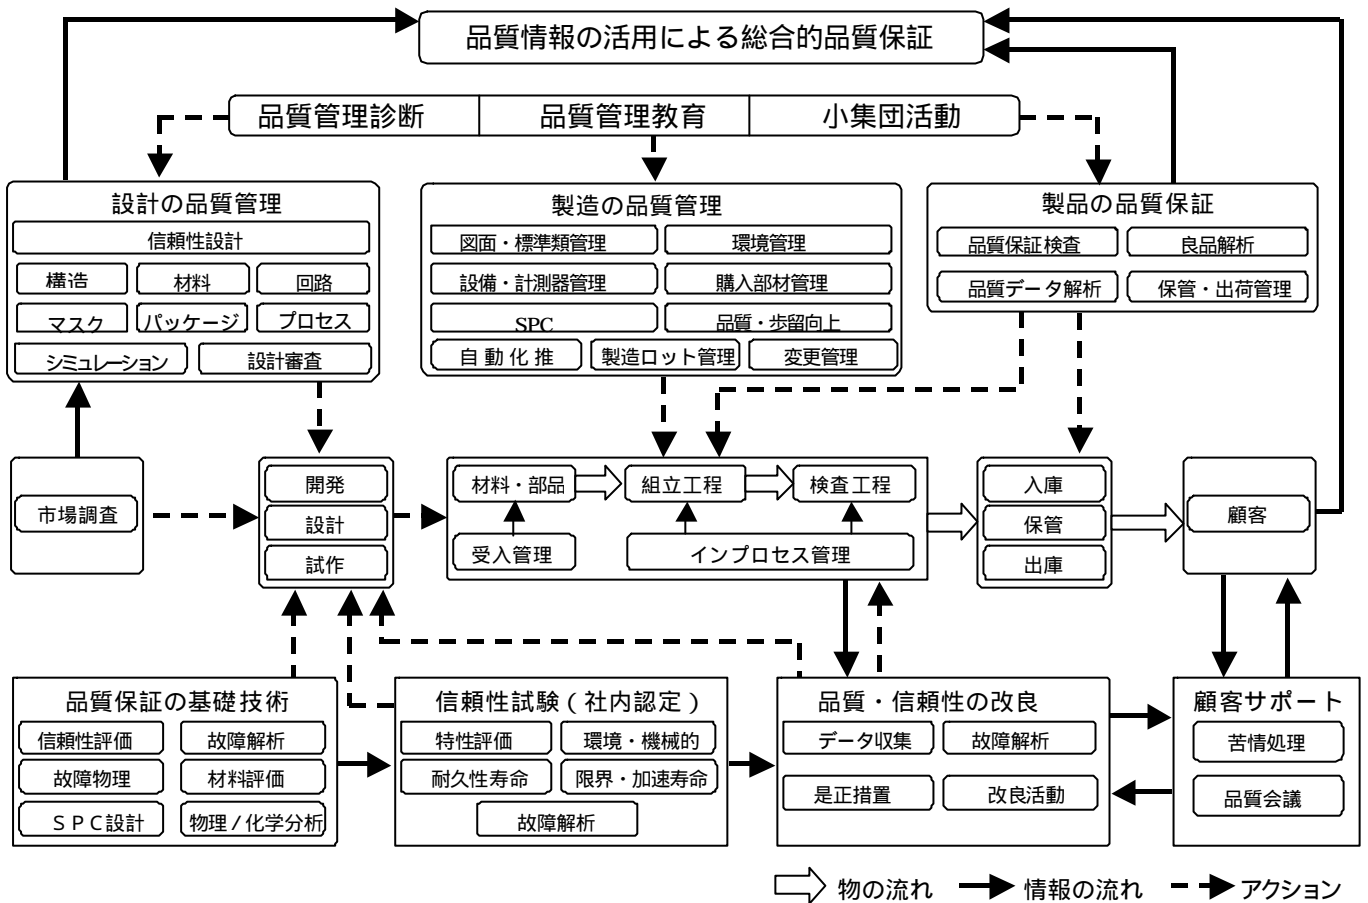 品質情報の活用による総合的品質保証
品質管理診断 品質管理教育 小集団活動
設計の品質管理
信頼性設計
構造 材料 回路
マスク パッケージ プロセス
シミュレーション 設計審査
製造の品質管理
図面・標準類管理 環境管理
設備・計測器管理 購入部材管理
SPC 品質・歩留向上
自動化推 製造ロット管理 変更管理
製品の品質保証
品質保証検査 良品解析
品質データ解析 保管・出荷管理
市場調査
開発
設計
試作
材料・部品 組立工程 検査工程
受入管理 インプロセス管理
入庫
保管
出庫
顧客
品質保証の基礎技術
信頼性評価 故障解析
故障物理 材料評価
SPC設計 物理/化学分析
信頼性試験(社内認定)
特性評価 環境・機械的
耐久性寿命 限界・加速寿命
故障解析
品質・信頼性の改良
データ収集 故障解析
是正措置 改良活動
顧客サポート
苦情処理
品質会議
物の流れ 情報の流れ アクション